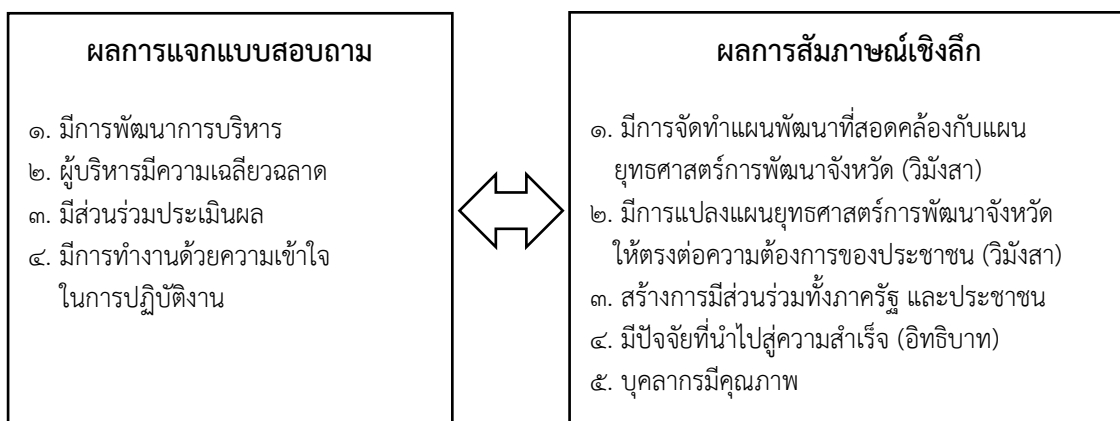 ผลการแจกแบบสอบถาม
๑. มีการพัฒนาการบริหาร
๒. ผู้บริหารมีความเฉลียวฉลาด
๓. มีส่วนร่วมประเมินผล
๔. มีการทำงานด้วยความเข้าใจ
ในการปฏิบัติงาน
ผลการสัมภาษณ์เชิงลึก
๑. มีการจัดทำแผนพัฒนาที่สอดคล้องกับแผน
ยุทธศาสตร์การพัฒนาจังหวัด (วิมังสา)
๒. มีการแปลงแผนยุทธศาสตร์การพัฒนาจังหวัด
ให้ตรงต่อความต้องการของประชาชน (วิมังสา)
๓. สร้างการมีส่วนร่วมทั้งภาครัฐ และประชาชน
๔. มีปัจจัยที่นำไปสู่ความสำเร็จ (อิทธิบาท)
๕. บุคลากรมีคุณภาพ